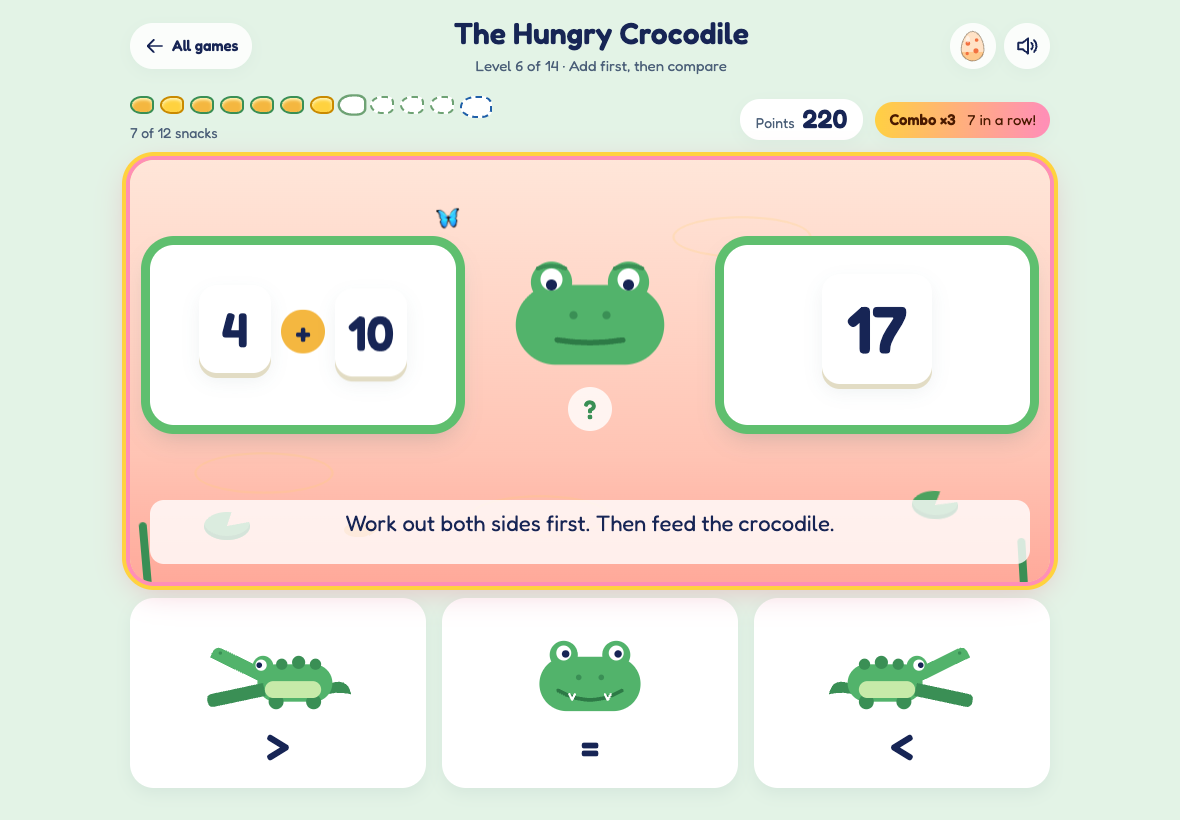 All games
The Hungry Crocodile
Level 6 of 14 · Add first, then compare
7 of 12 snacks
Points 220
Combo ×3 7 in a row!
4 + 10
17
?
Work out both sides first. Then feed the crocodile.
>
=
<